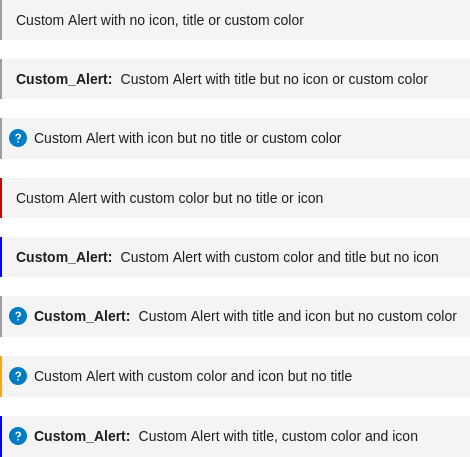 Custom Alert with no icon, title or custom color
Custom_Alert: Custom Alert with title but no icon or custom color
? Custom Alert with icon but no title or custom color
Custom Alert with custom color but no title or icon
Custom_Alert: Custom Alert with custom color and title but no icon
? Custom_Alert: Custom Alert with title and icon but no custom color
? Custom Alert with custom color and icon but no title
? Custom_Alert: Custom Alert with title, custom color and icon